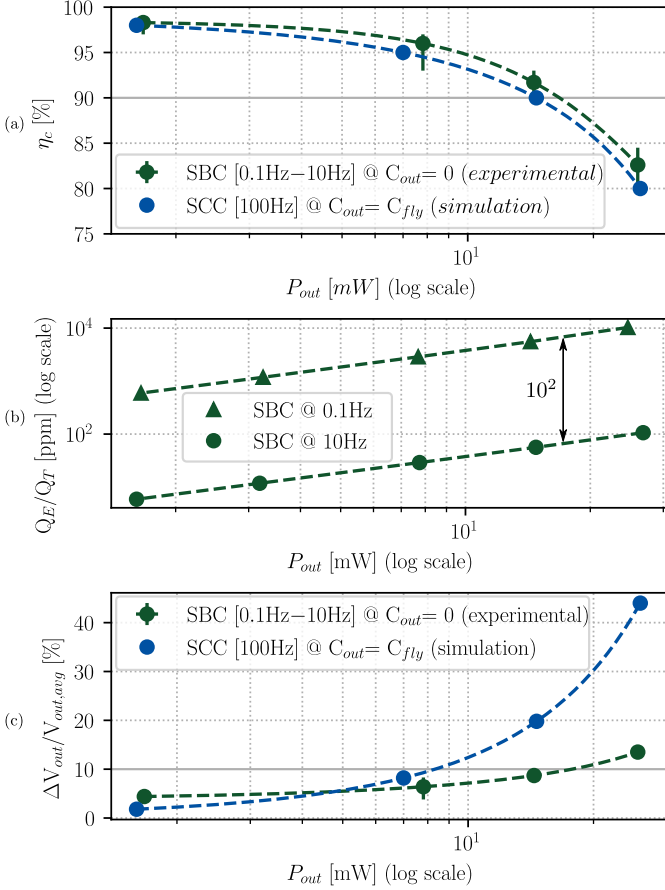 100
95
90
85
80
75
(a)
η_c [%]
SBC [0.1Hz−10Hz] @ C_out= 0 (experimental)
SCC [100Hz] @ C_out= C_fly (simulation)
10^1
P_out [mW] (log scale)
10^4
10^2
(b)
Q_E/Q_T [ppm] (log scale)
10^2
SBC @ 0.1Hz
SBC @ 10Hz
10^1
P_out [mW] (log scale)
40
30
20
10
0
(c)
ΔV_out/V_out,avg [%]
SBC [0.1Hz−10Hz] @ C_out= 0 (experimental)
SCC [100Hz] @ C_out= C_fly (simulation)
10^1
P_out [mW] (log scale)